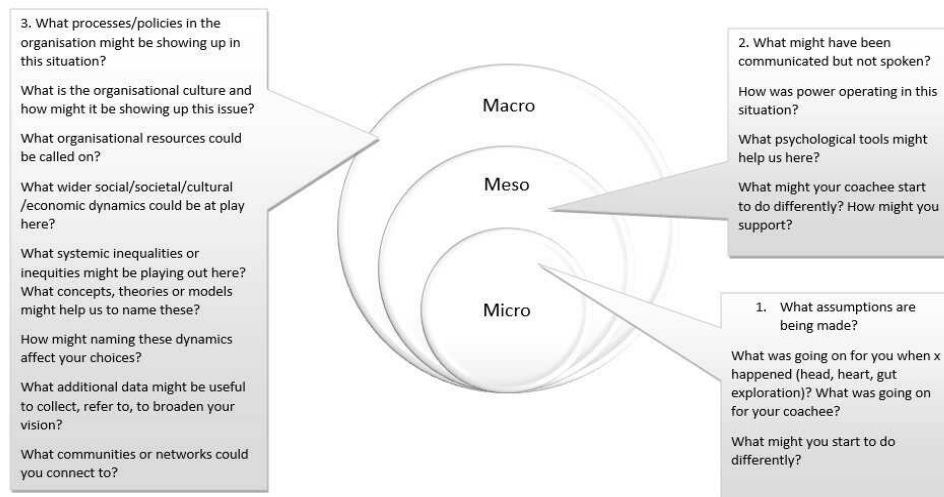 3. What processes/policies in the
organisation might be showing up in
this situation?
What is the organisational culture and
how might it be showing up this issue?
What organisational resources could
be called on?
What wider social/societal/cultural
/economic dynamics could be at play
here?
What systemic inequalities or
inequities might be playing out here?
What concepts, theories or models
might help us to name these?
How might naming these dynamics
affect your choices?
What additional data might be useful
to collect, refer to, to broaden your
vision?
What communities or networks could
you connect to?
Macro
Meso
Micro
2. What might have been
communicated but not spoken?
How was power operating in this
situation?
What psychological tools might
help us here?
What might your coachee start
to do differently? How might you
support?
1. What assumptions are
being made?
What was going on for you when x
happened (head, heart, gut
exploration)? What was going on
for your coachee?
What might you start to do
differently?